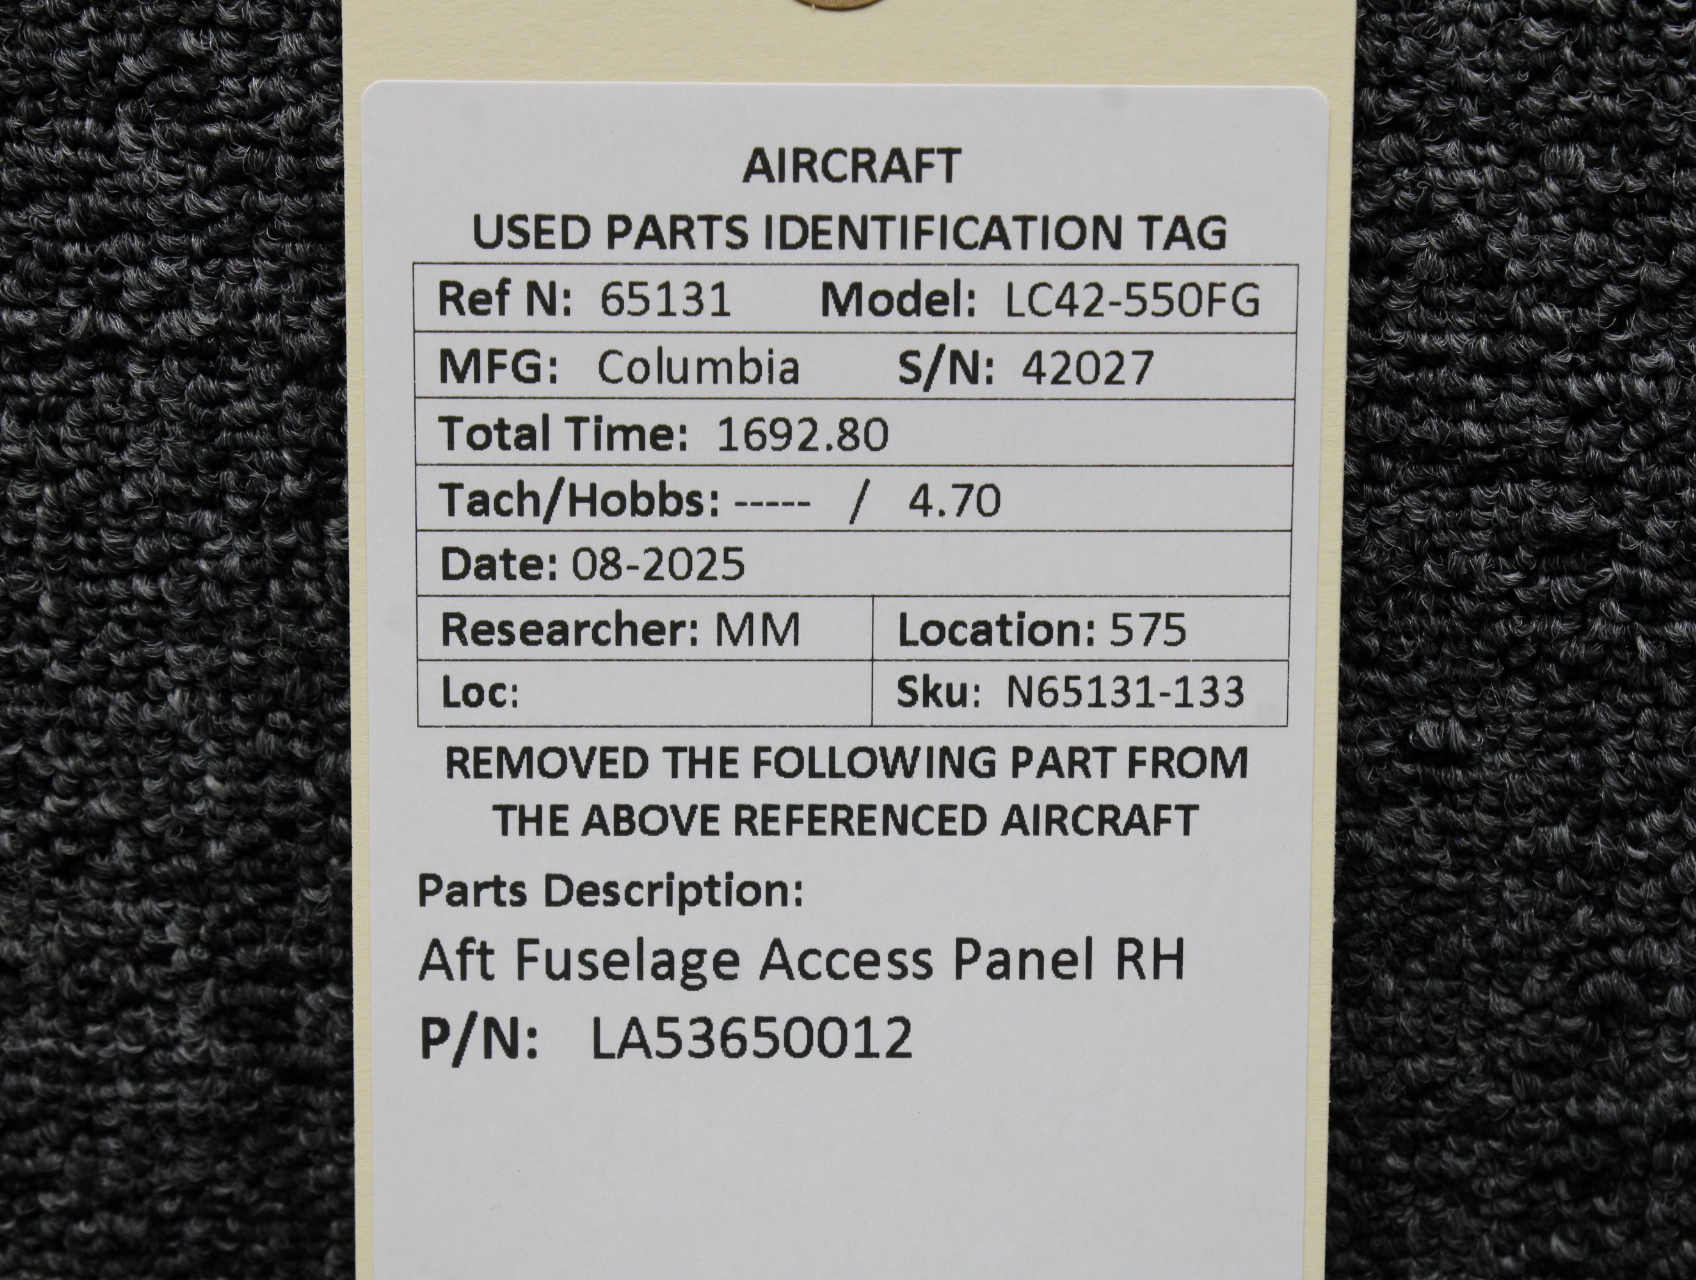 AIRCRAFT
USED PARTS IDENTIFICATION TAG
Ref N: 65131 Model: LC42-550FG
MFG: Columbia S/N: 42027
Total Time: 1692.80
Tach/Hobbs: ----- / 4.70
Date: 08-2025
Researcher: MM Location: 575
Loc: Sku: N65131-133
REMOVED THE FOLLOWING PART FROM
THE ABOVE REFERENCED AIRCRAFT
Parts Description:
Aft Fuselage Access Panel RH
P/N: LA53650012